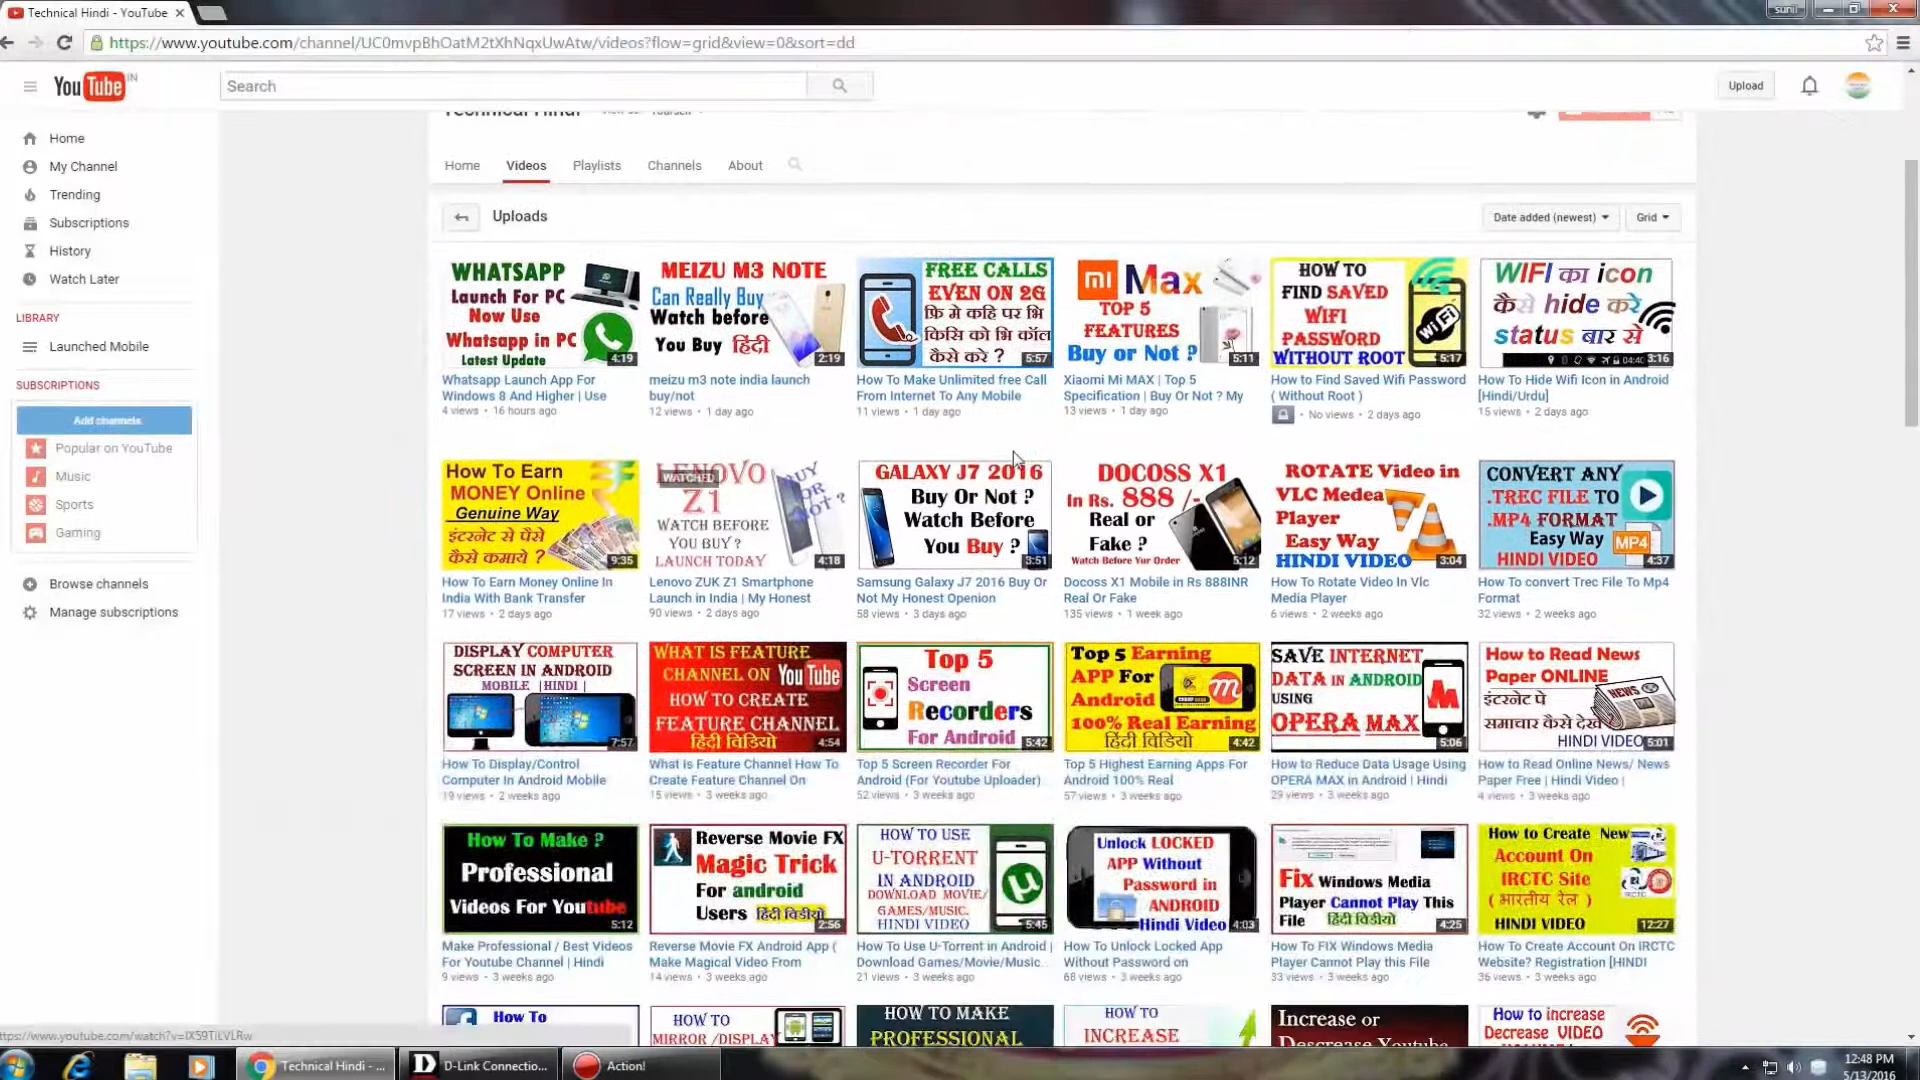 Technical Hindi - YouTube
sunil
https://www.youtube.com/channel/UC0mvpBhOatM2tXhNqxUwAtw/videos?flow=grid&view=0&sort=dd
YouTube IN
Search
Upload
Home
My Channel
Trending
Subscriptions
History
Watch Later
LIBRARY
Launched Mobile
SUBSCRIPTIONS
Add channels
Popular on YouTube
Music
Sports
Gaming
Browse channels
Manage subscriptions
Technical Hindi
Home Videos Playlists Channels About
Uploads
Date added (newest)
Grid
WHATSAPP
Launch For PC
Now Use
Whatsapp in PC
Latest Update
4:19
Whatsapp Launch App For
Windows 8 And Higher | Use
4 views • 16 hours ago
MEIZU M3 NOTE
Can Really Buy
Watch before
You Buy हिंदी
2:19
meizu m3 note india launch
buy/not
12 views • 1 day ago
FREE CALLS
EVEN ON 2G
फ्रि मे कहि पर भि
किसि को भि कॉल
कैसे करे ?
5:57
How To Make Unlimited free Call
From Internet To Any Mobile
11 views • 1 day ago
mi Max
TOP 5
FEATURES
Buy or Not ?
5:11
Xiaomi Mi MAX | Top 5
Specification | Buy Or Not ? My
13 views • 1 day ago
HOW TO
FIND SAVED
WIFI
PASSWORD
WITHOUT ROOT
WiFi
5:17
How to Find Saved Wifi Password
( Without Root )
• No views • 2 days ago
WIFI का icon
कैसे hide करे
status बार से
3:16
How To Hide Wifi Icon in Android
[Hindi/Urdu]
15 views • 2 days ago
How To Earn
MONEY Online
Genuine Way
इंटरनेट से पैसे
कैसे कमाये ?
9:35
How To Earn Money Online In
India With Bank Transfer
17 views • 2 days ago
WATCHED
LENOVO
Z1
BUY OR NOT ?
WATCH BEFORE
YOU BUY ?
LAUNCH TODAY
4:18
Lenovo ZUK Z1 Smartphone
Launch in India | My Honest
90 views • 2 days ago
GALAXY J7 2016
Buy Or Not ?
Watch Before
You Buy ?
3:51
Samsung Galaxy J7 2016 Buy Or
Not My Honest Openion
58 views • 3 days ago
DOCOSS X1
In Rs. 888 /-
Real or
Fake ?
Watch Before Yur Order
5:12
Docoss X1 Mobile in Rs 888INR
Real Or Fake
135 views • 1 week ago
ROTATE Video in
VLC Medea
Player
Easy Way
HINDI VIDEO
3:04
How To Rotate Video In Vlc
Media Player
6 views • 2 weeks ago
CONVERT ANY
.TREC FILE TO
.MP4 FORMAT
Easy Way
HINDI VIDEO
MP4
4:37
How To convert Trec File To Mp4
Format
32 views • 2 weeks ago
DISPLAY COMPUTER
SCREEN IN ANDROID
MOBILE |HINDI |
7:57
How To Display/Control
Computer In Android Mobile
19 views • 2 weeks ago
WHAT IS FEATURE
CHANNEL ON YouTube
HOW TO CREATE
FEATURE CHANNEL
हिंदी विडियो
4:54
What is Feature Channel How To
Create Feature Channel On
15 views • 3 weeks ago
Top 5
Screen
Recorders
For Android
5:42
Top 5 Screen Recorder For
Android (For Youtube Uploader)
52 views • 3 weeks ago
Top 5 Earning
APP For
Android
100% Real Earning
हिंदी विडियो
4:42
Top 5 Highest Earning Apps For
Android 100% Real
57 views • 3 weeks ago
SAVE INTERNET
DATA IN ANDROID
USING
OPERA MAX
5:06
How to Reduce Data Usage Using
OPERA MAX in Android | Hindi
29 views • 3 weeks ago
How to Read News
Paper ONLINE
इंटरनेट पे
समाचार कैसे देखे
NEWS
HINDI VIDEO
5:01
How to Read Online News/ News
Paper Free | Hindi Video |
4 views • 3 weeks ago
How To Make ?
Professional
Videos For Youtube
5:12
Make Professional / Best Videos
For Youtube Channel | Hindi
9 views • 3 weeks ago
Reverse Movie FX
Magic Trick
For android
Users हिंदी विडीयो
2:56
Reverse Movie FX Android App (
Make Magical Video From
14 views • 3 weeks ago
HOW TO USE
U-TORRENT
IN ANDROID
DOWNLOAD MOVIE/
GAMES/MUSIC.
HINDI VIDEO
5:45
How To Use U-Torrent in Android |
Download Games/Movie/Music...
21 views • 3 weeks ago
Unlock LOCKED
APP Without
Password in
ANDROID
Hindi Video
4:03
How To Unlock Locked App
Without Password on
68 views • 3 weeks ago
Fix Windows Media
Player Cannot Play This
File हिंदी विडीयो
4:25
How To FIX Windows Media
Player Cannot Play this File
33 views • 3 weeks ago
How to Create New
Account On
IRCTC Site
( भारतीय रेल )
IRCTC
HINDI VIDEO
12:27
How To Create Account On IRCTC
Website? Registration [HINDI
36 views • 3 weeks ago
How To
HOW TO
MIRROR /DISPLAY
HOW TO MAKE
PROFESSIONAL
HOW TO
INCREASE
Increase or
Descrease Youtube
How to increase
Decrease VIDEO
https://www.youtube.com/watch?v=IX59TiLVLRw
Technical Hindi - ...
D-Link Connectio...
Action!
12:48 PM
5/13/2016